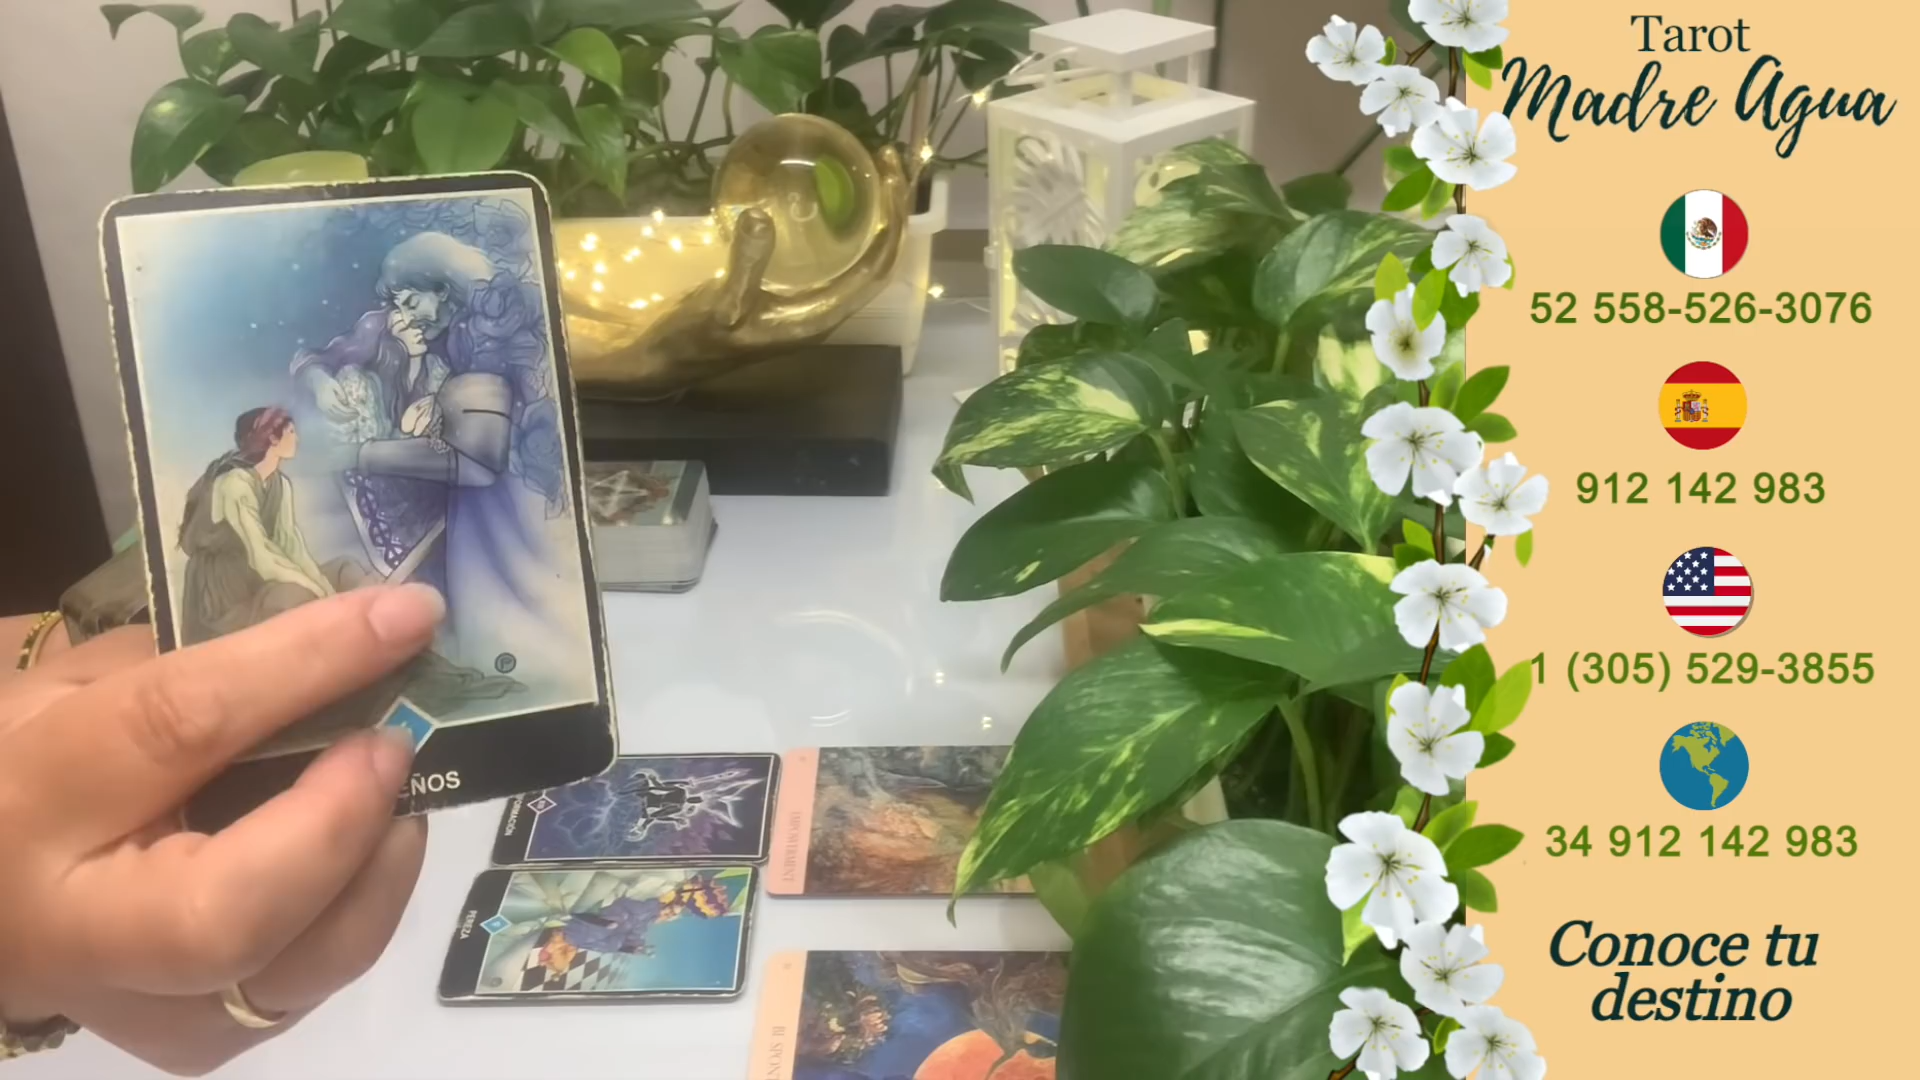 Tarot
Madre Agua
52 558-526-3076
912 142 983
1 (305) 529-3855
34 912 142 983
Conoce tu
destino
EÑOS
PEREZA